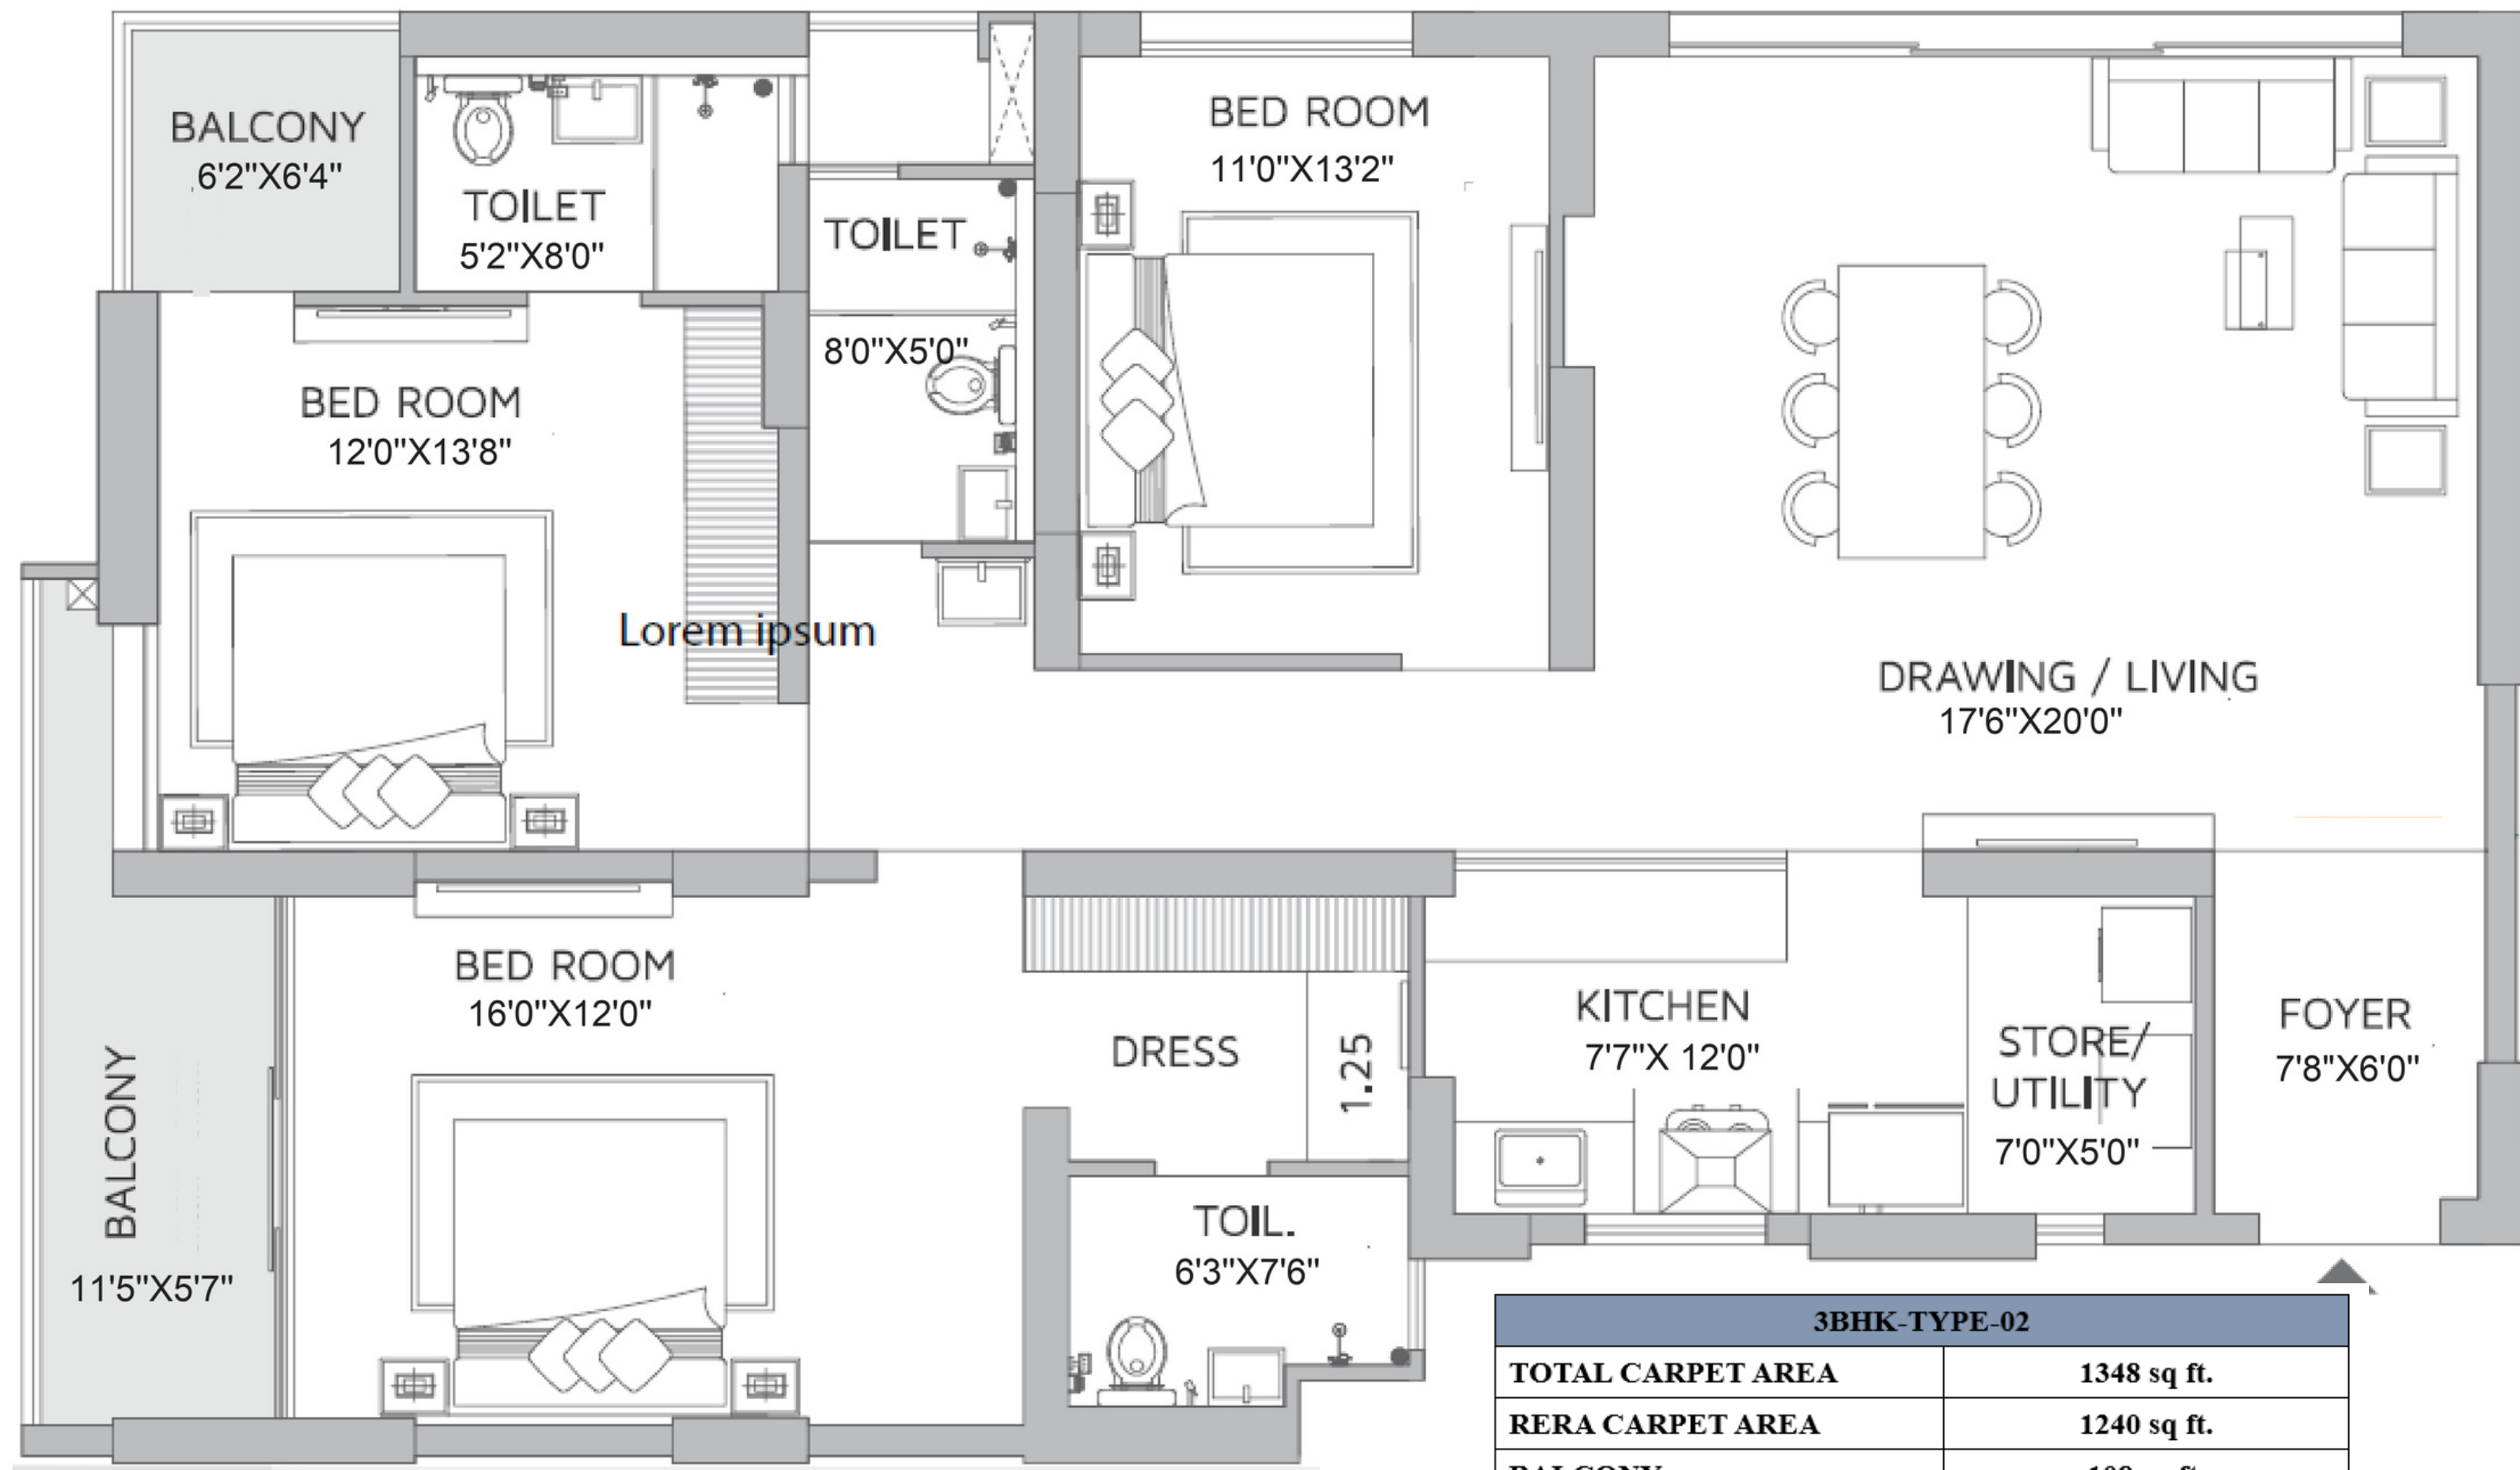 BALCONY
6'2"X6'4"
TOILET
5'2"X8'0"
TOILET
8'0"X5'0"
BED ROOM
11'0"X13'2"
BED ROOM
12'0"X13'8"
Lorem ipsum
DRAWING / LIVING
17'6"X20'0"
BED ROOM
16'0"X12'0"
BALCONY
11'5"X5'7"
DRESS
1.25
TOIL.
6'3"X7'6"
KITCHEN
7'7"X 12'0"
STORE/
UTILITY
7'0"X5'0"
FOYER
7'8"X6'0"
3BHK-TYPE-02
TOTAL CARPET AREA 1348 sq ft.
RERA CARPET AREA 1240 sq ft.